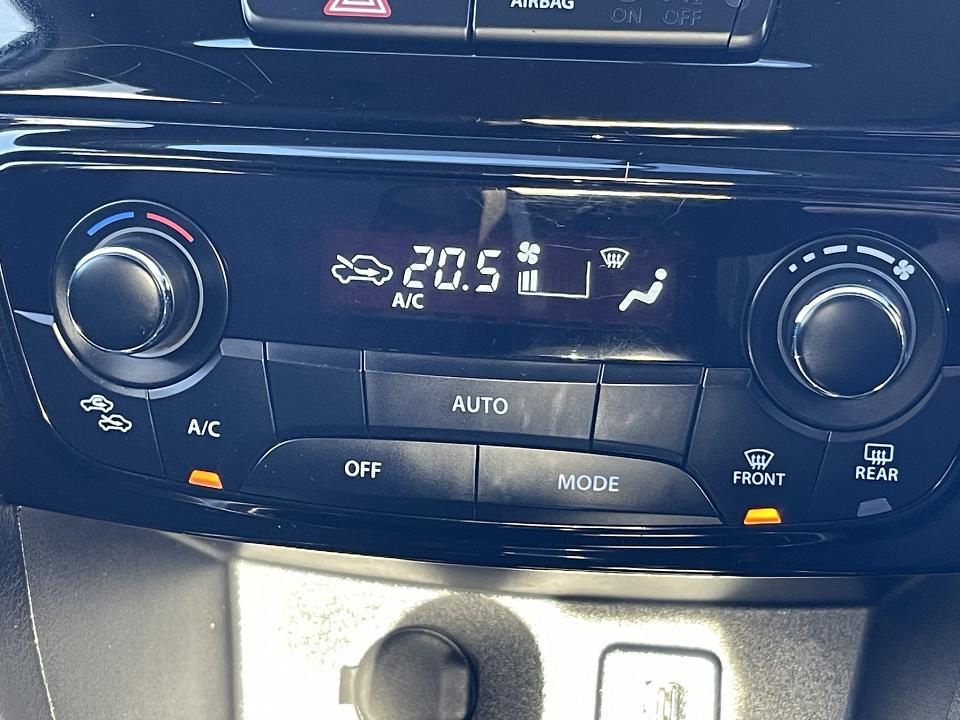 AIRBAG
ON OFF
20.5
A/C
AUTO
A/C
OFF
MODE
FRONT
REAR